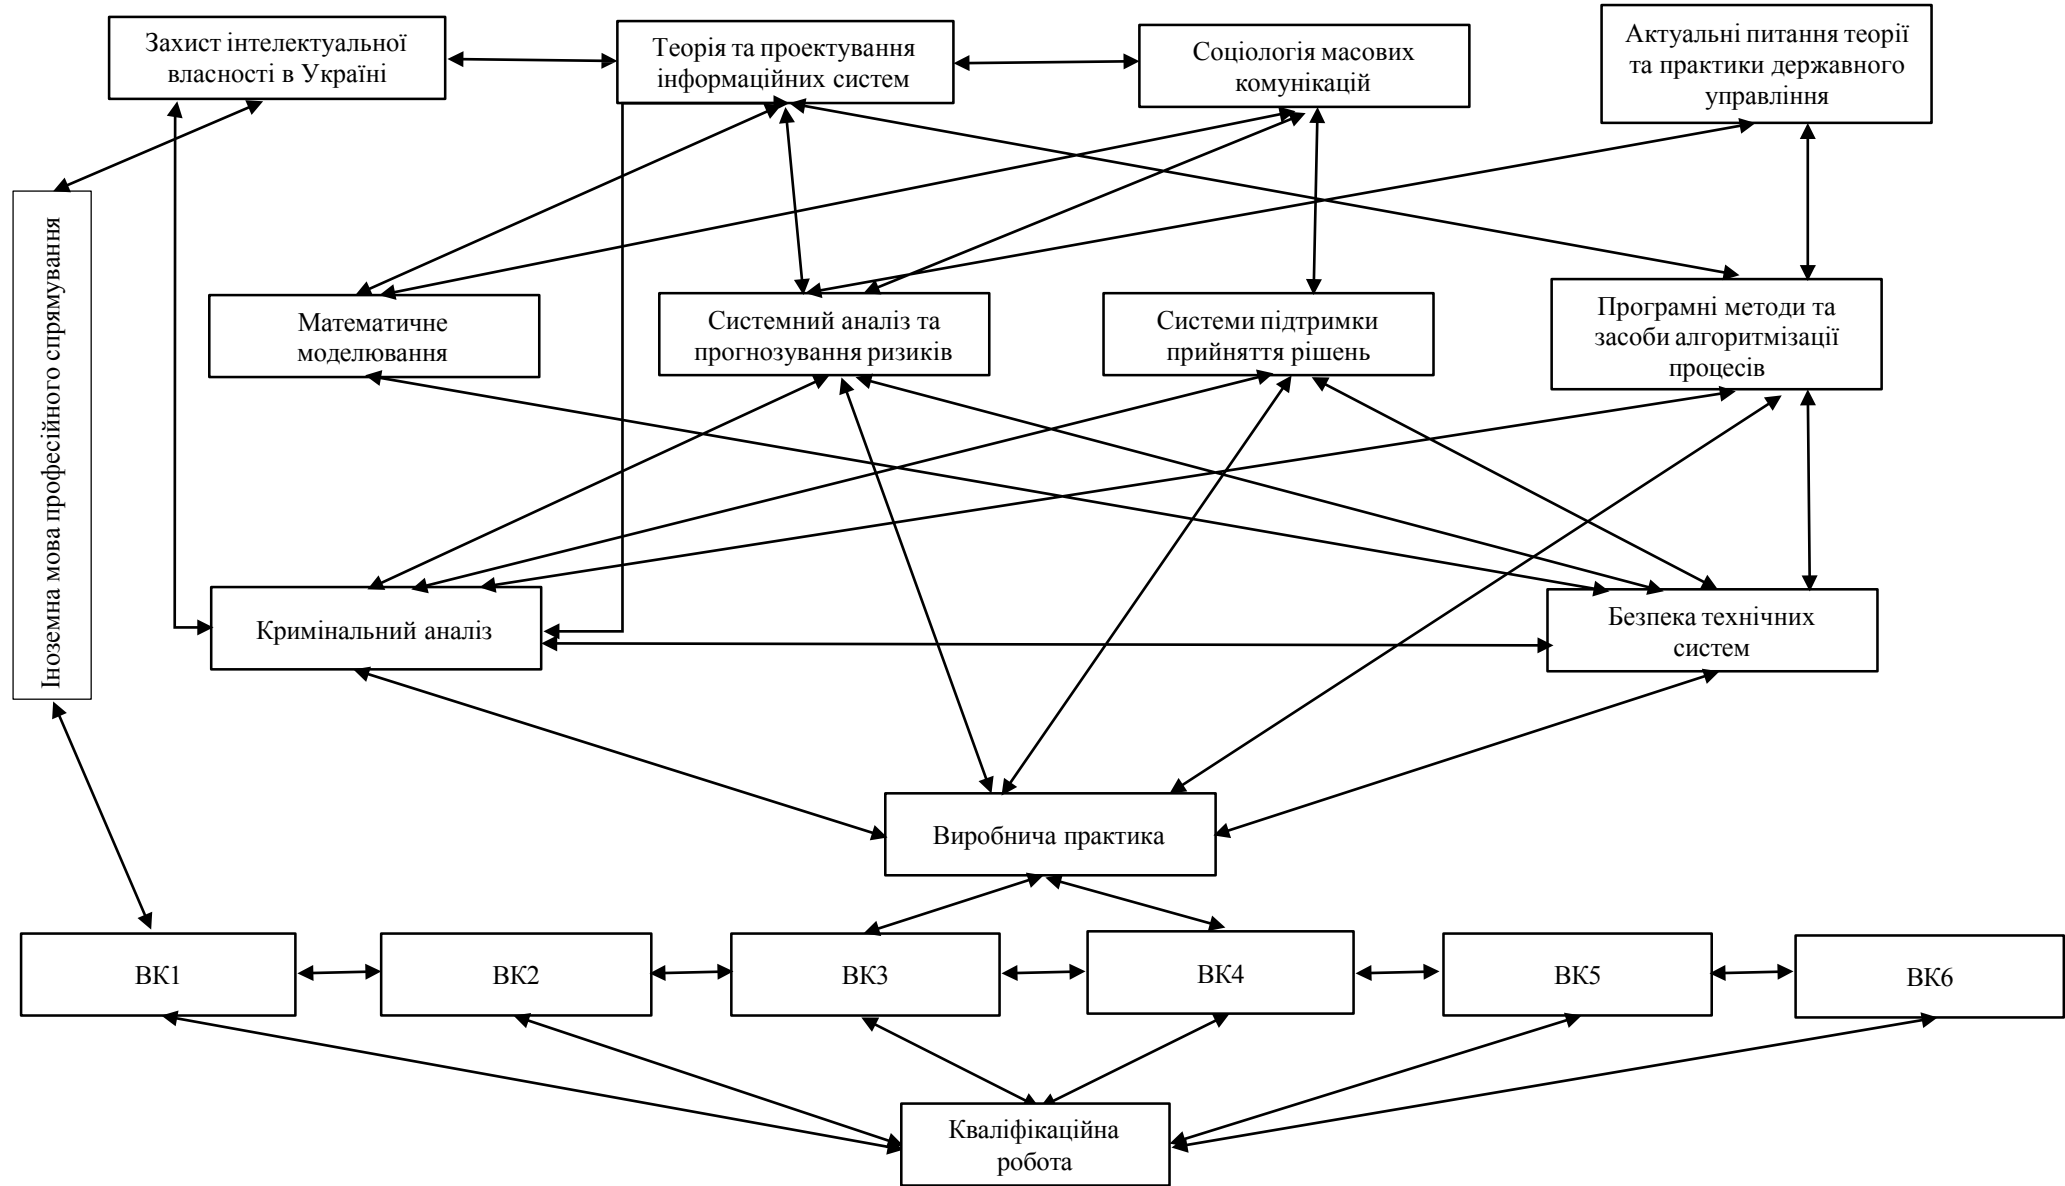 Захист інтелектуальної
власності в Україні
Теорія та проектування
інформаційних систем
Соціологія масових
комунікацій
Актуальні питання теорії
та практики державного
управління
Іноземна мова професійного спрямування
Математичне
моделювання
Системний аналіз та
прогнозування ризиків
Системи підтримки
прийняття рішень
Програмні методи та
засоби алгоритмізації
процесів
Кримінальний аналіз
Безпека технічних
систем
Виробнича практика
ВК1
ВК2
ВК3
ВК4
ВК5
ВК6
Кваліфікаційна
робота